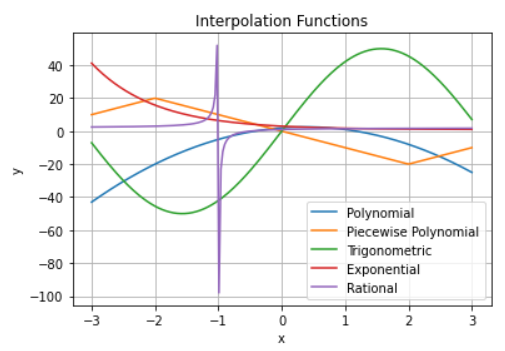 Interpolation Functions
y
40
20
0
−20
−40
−60
−80
−100
Polynomial
Piecewise Polynomial
Trigonometric
Exponential
Rational
−3 −2 −1 0 1 2 3
x